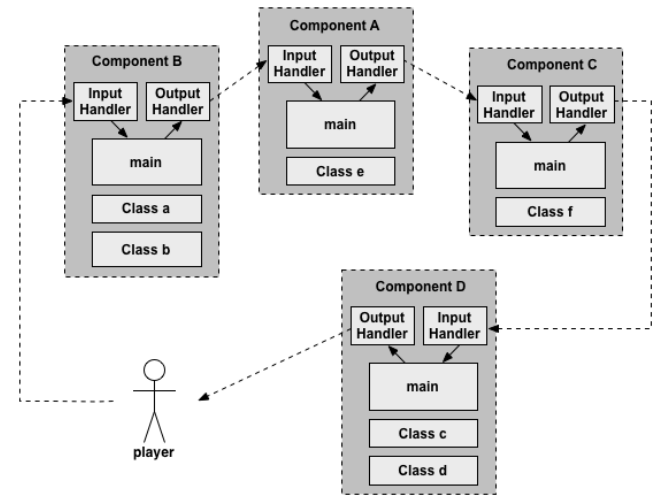 Component B
Input
Handler
Output
Handler
main
Class a
Class b
Component A
Input
Handler
Output
Handler
main
Class e
Component C
Input
Handler
Output
Handler
main
Class f
Component D
Output
Handler
Input
Handler
main
Class c
Class d
player